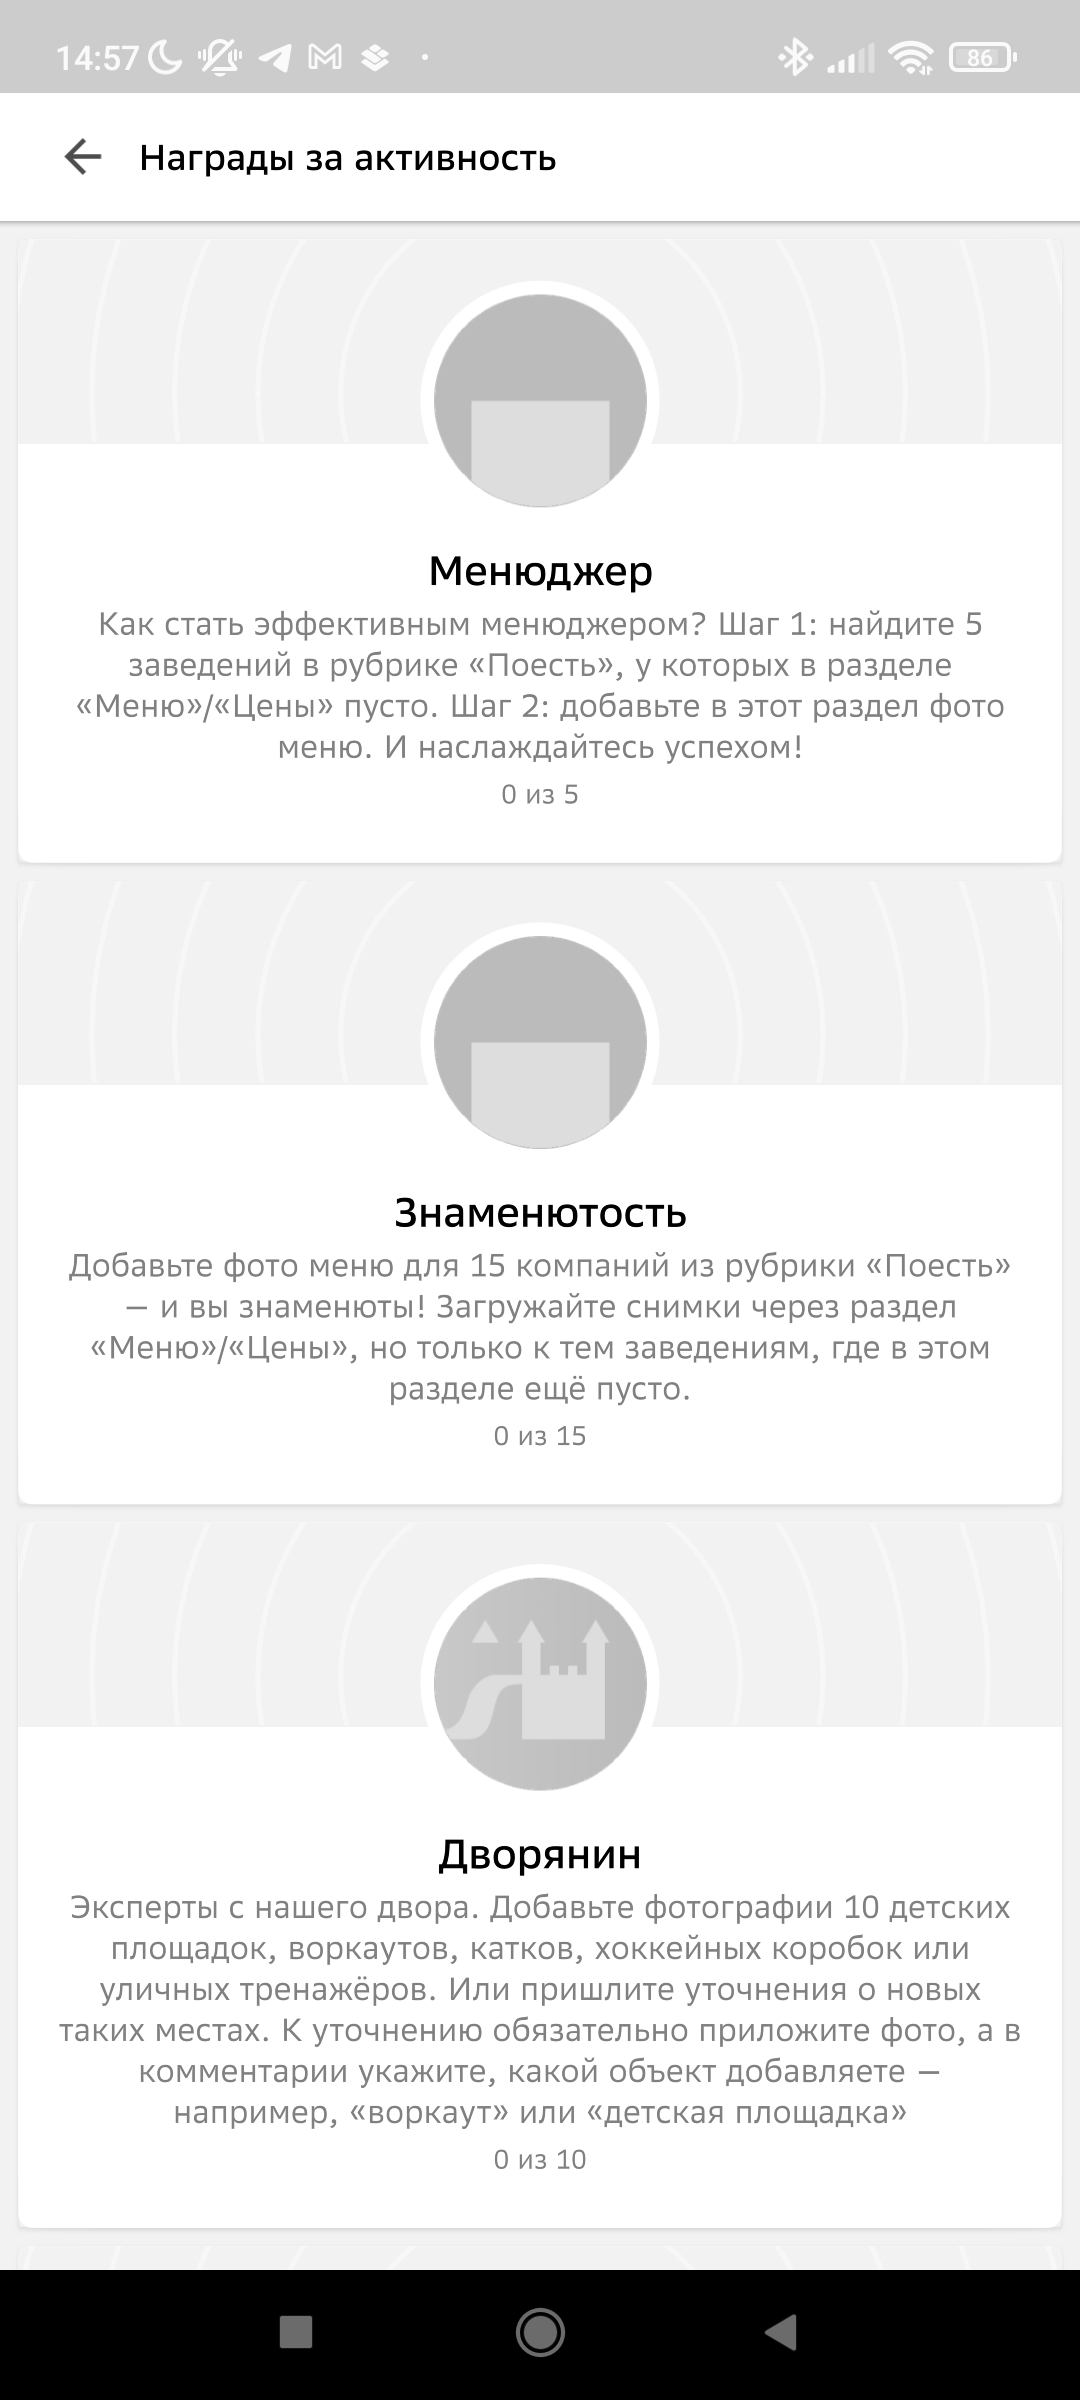 14:57
86
Награды за активность
Менюджер
Как стать эффективным менюджером? Шаг 1: найдите 5
заведений в рубрике «Поесть», у которых в разделе
«Меню»/«Цены» пусто. Шаг 2: добавьте в этот раздел фото
меню. И наслаждайтесь успехом!
0 из 5
Знаменютость
Добавьте фото меню для 15 компаний из рубрики «Поесть»
— и вы знаменюты! Загружайте снимки через раздел
«Меню»/«Цены», но только к тем заведениям, где в этом
разделе ещё пусто.
0 из 15
Дворянин
Эксперты с нашего двора. Добавьте фотографии 10 детских
площадок, воркаутов, катков, хоккейных коробок или
уличных тренажёров. Или пришлите уточнения о новых
таких местах. К уточнению обязательно приложите фото, а в
комментарии укажите, какой объект добавляете —
например, «воркаут» или «детская площадка»
0 из 10